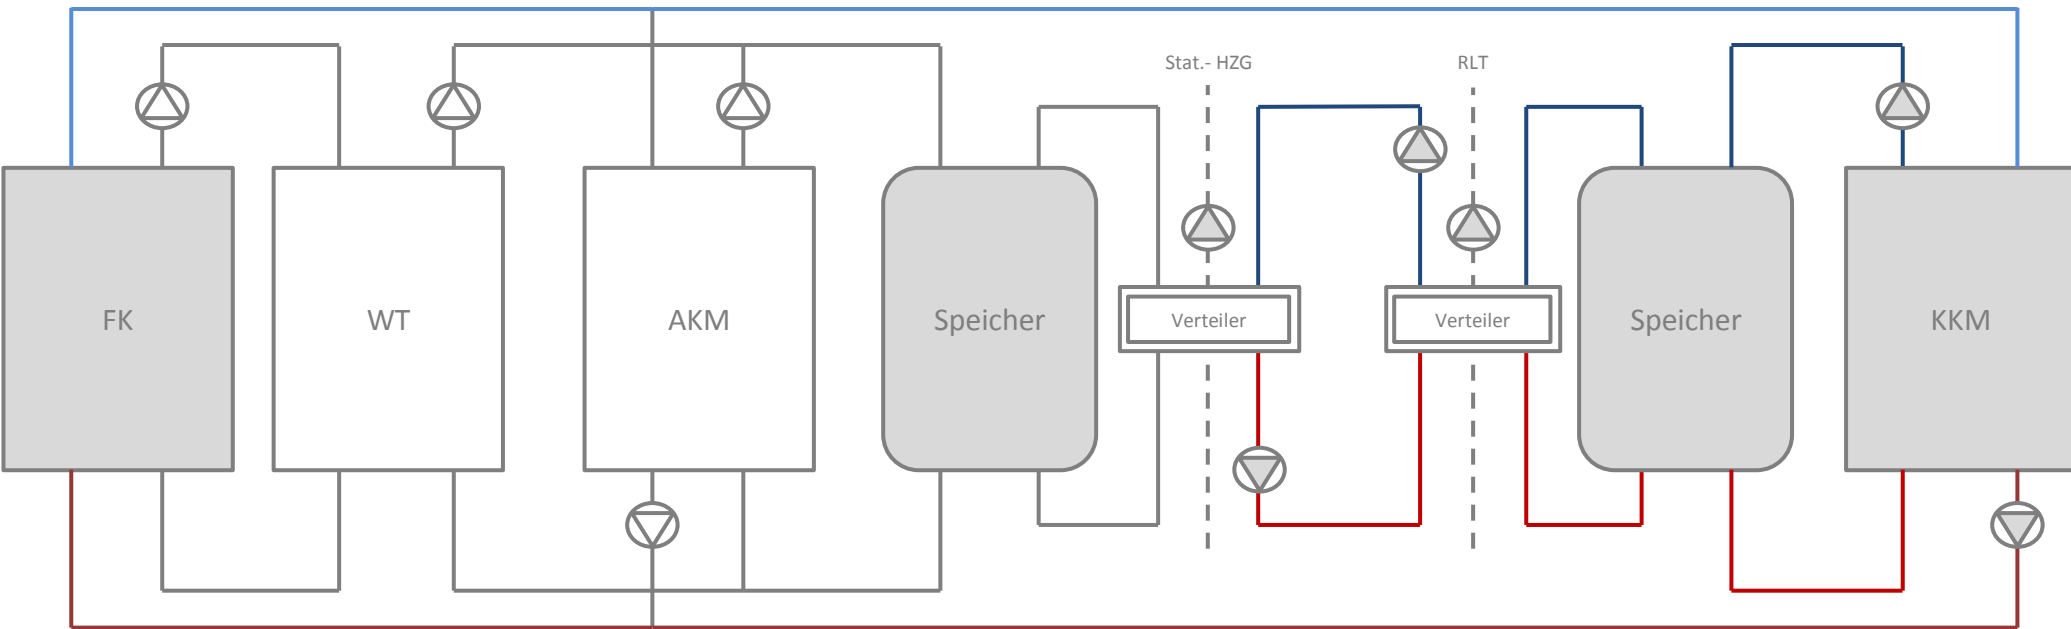 Stat.- HZG
RLT
FK
WT
AKM
Speicher
Verteiler
Verteiler
Speicher
KKM